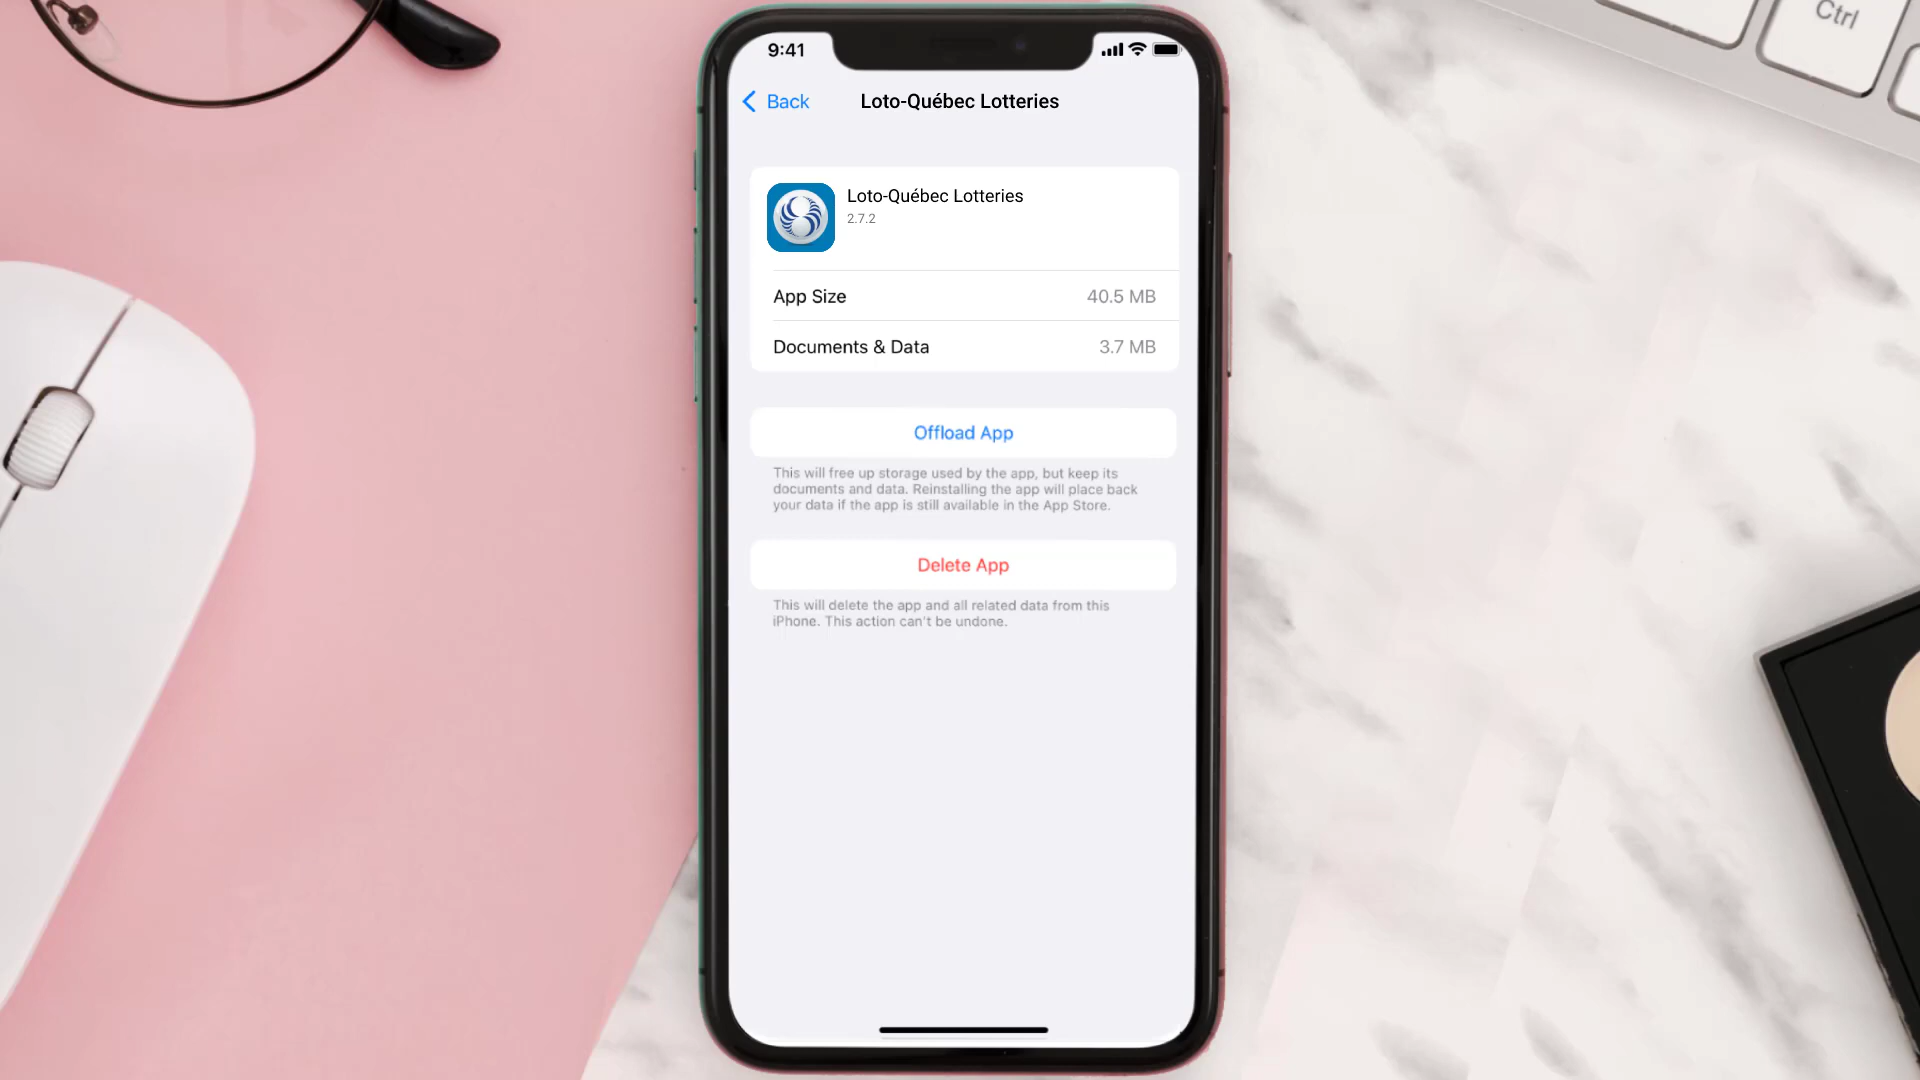 Ctrl
9:41
Back
Loto-Québec Lotteries
Loto-Québec Lotteries
2.7.2
App Size
40.5 MB
Documents & Data
3.7 MB
Offload App
This will free up storage used by the app, but keep its
documents and data. Reinstalling the app will place back
your data if the app is still available in the App Store.
Delete App
This will delete the app and all related data from this
iPhone. This action can't be undone.